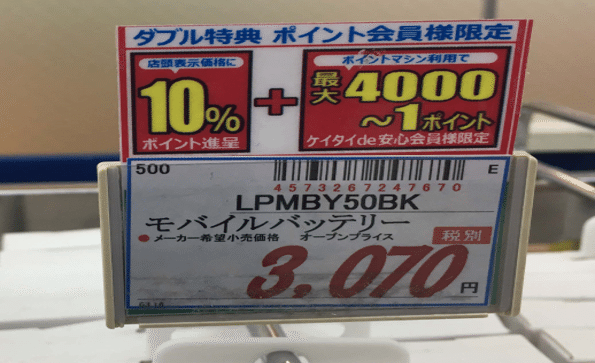 ダブル特典 ポイント会員様限定
店頭表示価格に
10%
ポイント進呈
+
ポイントマシン利用で
最大4000
~1ポイント
ケイタイde安心会員様限定
500
E
4573267247670
LPMBY50BK
モバイルバッテリー
●メーカー希望小売価格 オープンプライス
税別
3,070円